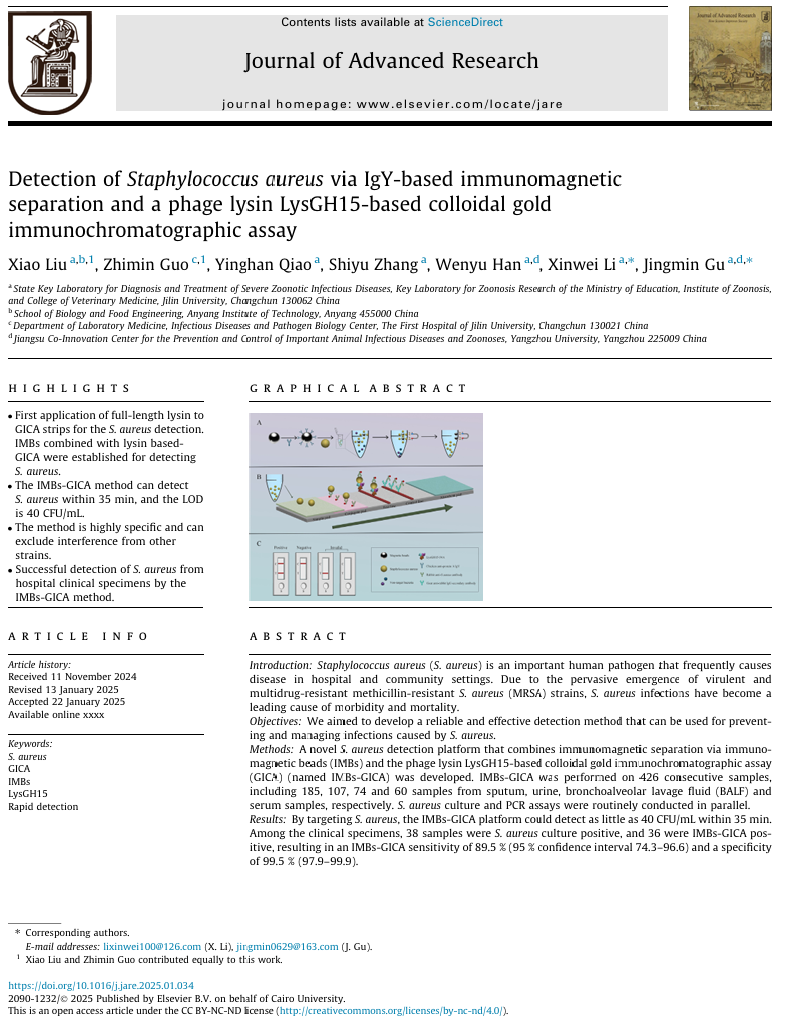 Contents lists available at ScienceDirect
Journal of Advanced Research
journal homepage: www.elsevier.com/locate/jare
Journal of Advanced Research
Detection of Staphylococcus aureus via IgY-based immunomagnetic
separation and a phage lysin LysGH15-based colloidal gold
immunochromatographic assay
Xiao Liu a,b,1, Zhimin Guo c,1, Yinghan Qiao a, Shiyu Zhang a, Wenyu Han a,d, Xinwei Li a,*, Jingmin Gu a,d,*
a State Key Laboratory for Diagnosis and Treatment of Severe Zoonotic Infectious Diseases, Key Laboratory for Zoonosis Research of the Ministry of Education, Institute of Zoonosis,
and College of Veterinary Medicine, Jilin University, Changchun 130062 China
b School of Biology and Food Engineering, Anyang Institute of Technology, Anyang 455000 China
c Department of Laboratory Medicine, Infectious Diseases and Pathogen Biology Center, The First Hospital of Jilin University, Changchun 130021 China
d Jiangsu Co-Innovation Center for the Prevention and Control of Important Animal Infectious Diseases and Zoonoses, Yangzhou University, Yangzhou 225009 China
HIGHLIGHTS
• First application of full-length lysin to
GICA strips for the S. aureus detection.
IMBs combined with lysin based-
GICA were established for detecting
S. aureus.
• The IMBs-GICA method can detect
S. aureus within 35 min, and the LOD
is 40 CFU/mL.
• The method is highly specific and can
exclude interference from other
strains.
• Successful detection of S. aureus from
hospital clinical specimens by the
IMBs-GICA method.
GRAPHICAL ABSTRACT
A
B
C
Positive Negative Invalid
ARTICLE INFO
Article history:
Received 11 November 2024
Revised 13 January 2025
Accepted 22 January 2025
Available online xxxx
Keywords:
S. aureus
GICA
IMBs
LysGH15
Rapid detection
ABSTRACT
Introduction: Staphylococcus aureus (S. aureus) is an important human pathogen that frequently causes
disease in hospital and community settings. Due to the pervasive emergence of virulent and
multidrug-resistant methicillin-resistant S. aureus (MRSA) strains, S. aureus infections have become a
leading cause of morbidity and mortality.
Objectives: We aimed to develop a reliable and effective detection method that can be used for prevent-
ing and managing infections caused by S. aureus.
Methods: A novel S. aureus detection platform that combines immunomagnetic separation via immuno-
magnetic beads (IMBs) and the phage lysin LysGH15-based colloidal gold immunochromatographic assay
(GICA) (named IMBs-GICA) was developed. IMBs-GICA was performed on 426 consecutive samples,
including 185, 107, 74 and 60 samples from sputum, urine, bronchoalveolar lavage fluid (BALF) and
serum samples, respectively. S. aureus culture and PCR assays were routinely conducted in parallel.
Results: By targeting S. aureus, the IMBs-GICA platform could detect as little as 40 CFU/mL within 35 min.
Among the clinical specimens, 38 samples were S. aureus culture positive, and 36 were IMBs-GICA pos-
itive, resulting in an IMBs-GICA sensitivity of 89.5 % (95 % confidence interval 74.3–96.6) and a specificity
of 99.5 % (97.9–99.9).
* Corresponding authors.
E-mail addresses: lixinwei100@126.com (X. Li), jingmin0629@163.com (J. Gu).
1 Xiao Liu and Zhimin Guo contributed equally to this work.
https://doi.org/10.1016/j.jare.2025.01.034
2090-1232/© 2025 Published by Elsevier B.V. on behalf of Cairo University.
This is an open access article under the CC BY-NC-ND license (http://creativecommons.org/licenses/by-nc-nd/4.0/).